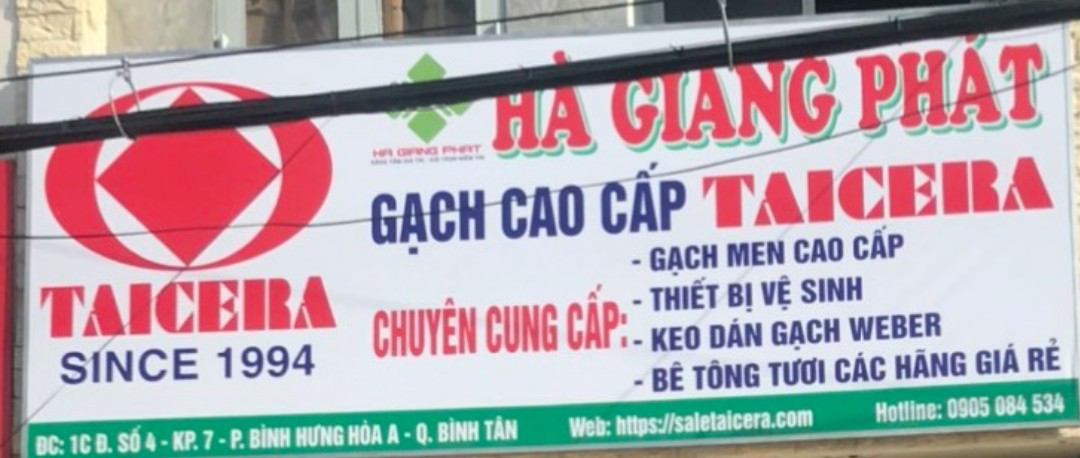 HÀ GIANG PHÁT
HA GIANG PHAT
GẠCH CAO CẤP TAICERA
TAICERA
SINCE 1994
CHUYÊN CUNG CẤP:
- GẠCH MEN CAO CẤP
- THIẾT BỊ VỆ SINH
- KEO DÁN GẠCH WEBER
- BÊ TÔNG TƯƠI CÁC HÃNG GIÁ RẺ
ĐC: 1C Đ. SỐ 4 - KP. 7 - P. BÌNH HƯNG HÒA A - Q. BÌNH TÂN
Web: https://saletaicera.com
Hotline: 0905 084 534